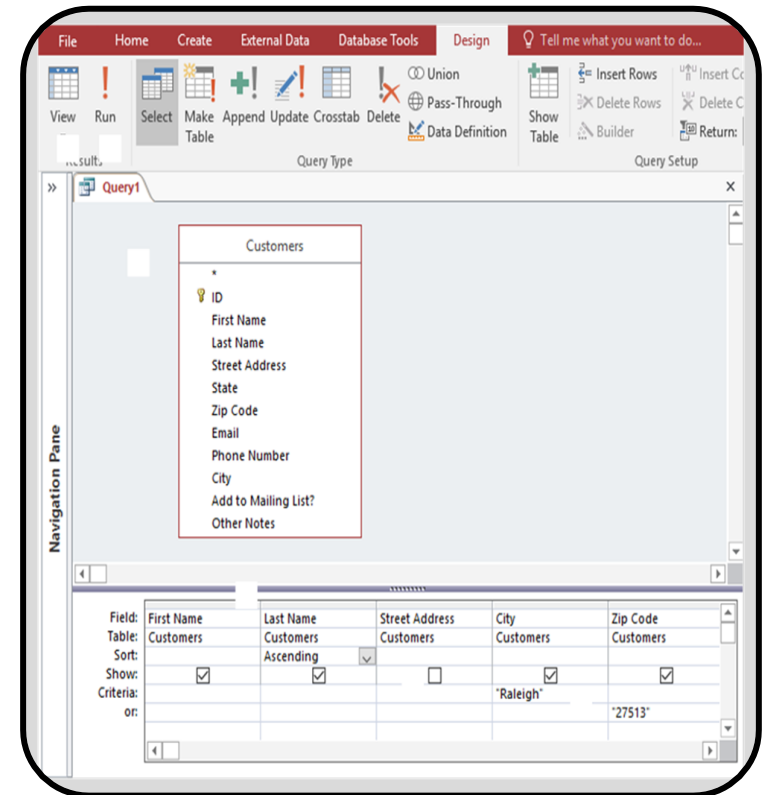 File Home Create External Data Database Tools Design Tell me what you want to do...
View Run Select Make Table Append Update Crosstab Delete
Union
Pass-Through
Data Definition
Show Table
Insert Rows
Delete Rows
Builder
Insert
Delete
Return:
Results Query Type Query Setup
» Query1 x
Navigation Pane
Customers
*
ID
First Name
Last Name
Street Address
State
Zip Code
Email
Phone Number
City
Add to Mailing List?
Other Notes
Field: First Name Last Name Street Address City Zip Code
Table: Customers Customers Customers Customers Customers
Sort: Ascending
Show:
Criteria: "Raleigh"
or: "27513"